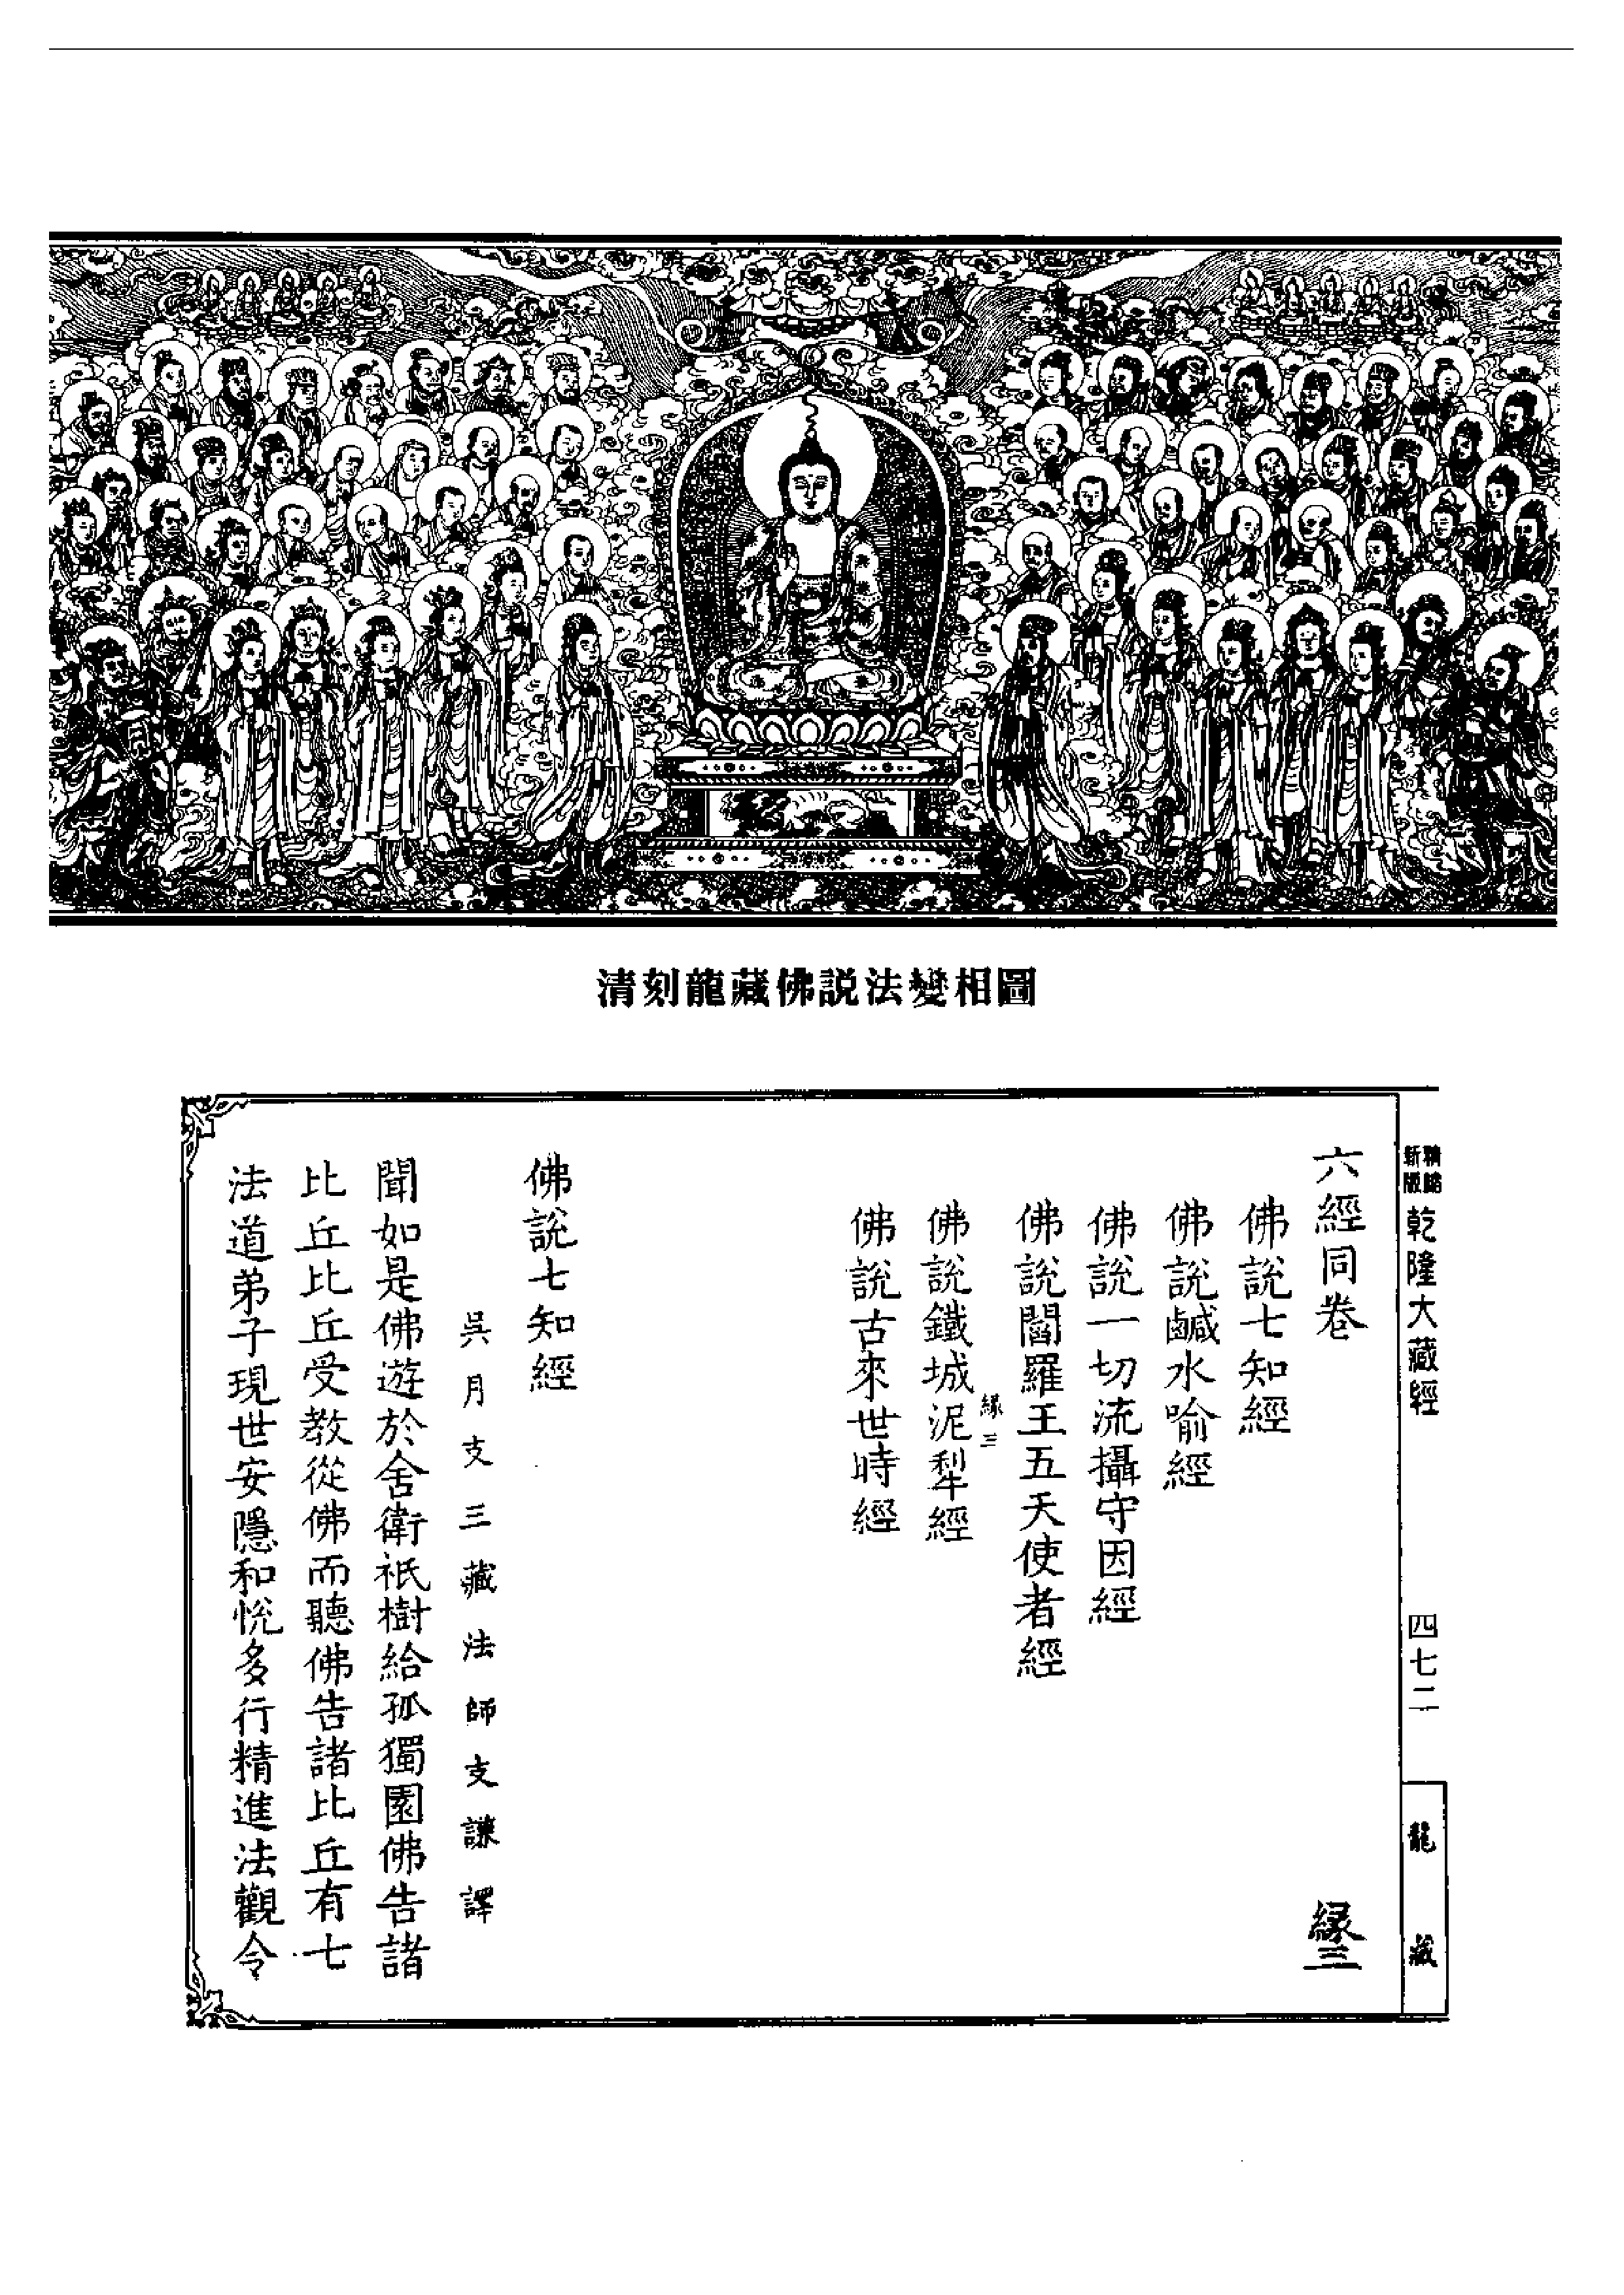 清刻龍藏佛説法變相圖
新版
精縮
乾隆大藏經
四七二
龍藏
六經同卷
緣三
佛說七知經
佛說鹹水喻經
佛說一切流攝守因經
佛說閻羅王五天使者經
緣三
佛說鐵城泥犁經
佛說古來世時經
佛說七知經
吳月支三藏法師支謙譯
聞如是佛遊於舍衛祇樹給孤獨園佛告諸
比丘比丘受教從佛而聽佛告諸比丘有七
法道弟子現世安隱和悅多行精進法觀令